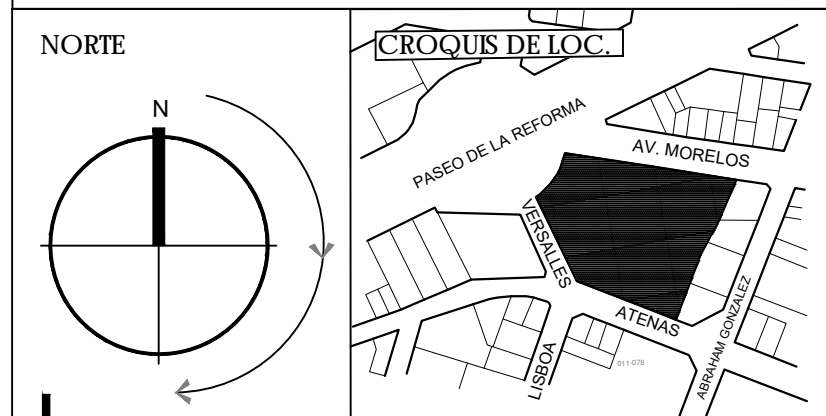 NORTE
CROQUIS DE LOC.
N
PASEO DE LA REFORMA
AV. MORELOS
VERSALLES
ATENAS
ABRAHAM GONZALEZ
LISBOA
011-078